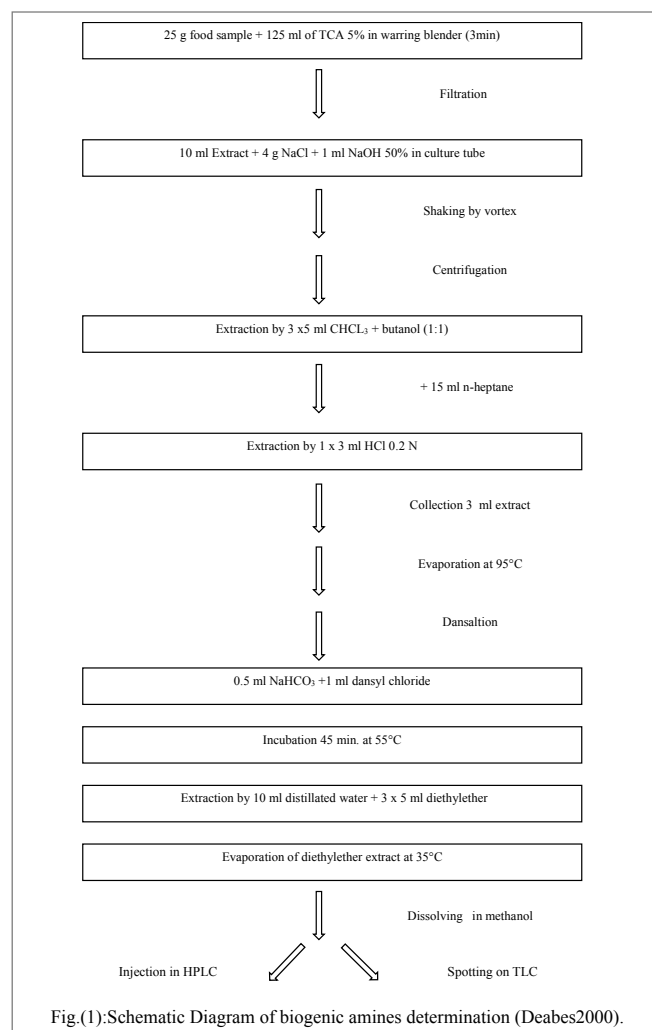 25 g food sample + 125 ml of TCA 5% in warring blender (3min)
Filtration
10 ml Extract + 4 g NaCl + 1 ml NaOH 50% in culture tube
Shaking by vortex
Centrifugation
Extraction by 3 x5 ml CHCL₃ + butanol (1:1)
+ 15 ml n-heptane
Extraction by 1 x 3 ml HCl 0.2 N
Collection 3 ml extract
Evaporation at 95°C
Dansaltion
0.5 ml NaHCO₃ +1 ml dansyl chloride
Incubation 45 min. at 55°C
Extraction by 10 ml distillated water + 3 x 5 ml diethylether
Evaporation of diethylether extract at 35°C
Dissolving in methanol
Injection in HPLC Spotting on TLC
Fig.(1):Schematic Diagram of biogenic amines determination (Deabes2000).